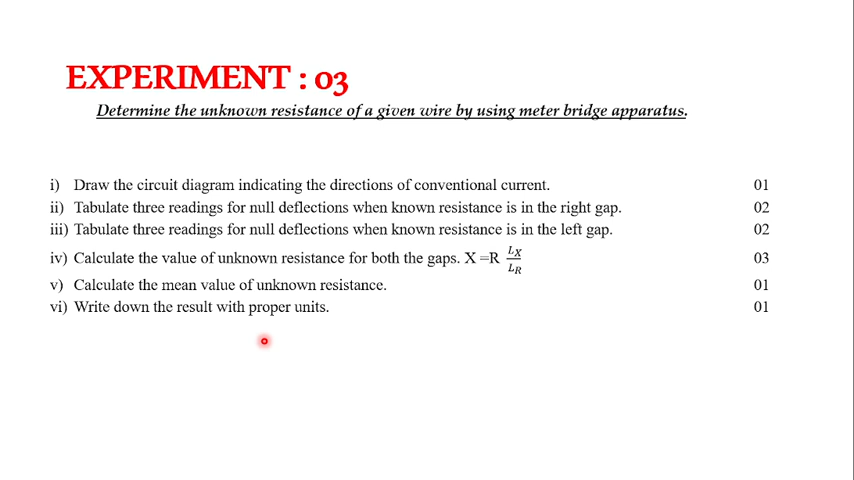 EXPERIMENT : 03
Determine the unknown resistance of a given wire by using meter bridge apparatus.
i) Draw the circuit diagram indicating the directions of conventional current. 01
ii) Tabulate three readings for null deflections when known resistance is in the right gap. 02
iii) Tabulate three readings for null deflections when known resistance is in the left gap. 02
iv) Calculate the value of unknown resistance for both the gaps. X =R L_X/L_R 03
v) Calculate the mean value of unknown resistance. 01
vi) Write down the result with proper units. 01